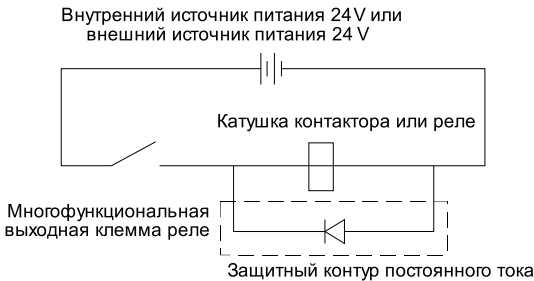 Внутренний источник питания 24V или
внешний источник питания 24 V
Катушка контактора или реле
Многофункциональная
выходная клемма реле
Защитный контур постоянного тока